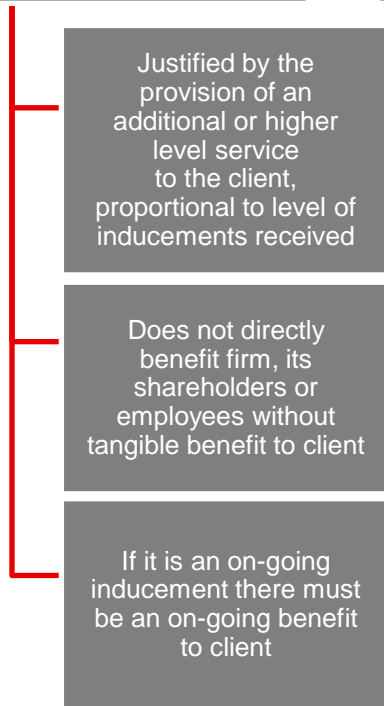 Justified by the
provision of an
additional or higher
level service
to the client,
proportional to level of
inducements received
Does not directly
benefit firm, its
shareholders or
employees without
tangible benefit to client
If it is an on-going
inducement there must
be an on-going benefit
to client